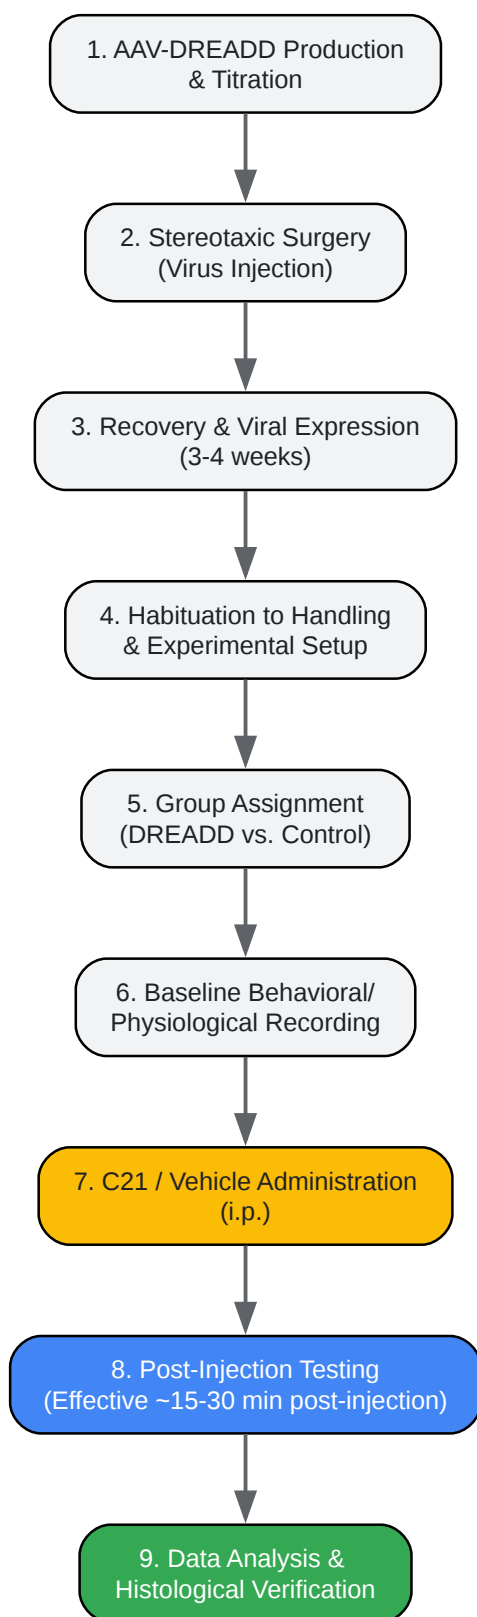 1. AAV-DREADD Production
& Titration
2. Stereotaxic Surgery
(Virus Injection)
3. Recovery & Viral Expression
(3-4 weeks)
4. Habituation to Handling
& Experimental Setup
5. Group Assignment
(DREADD vs. Control)
6. Baseline Behavioral/
Physiological Recording
7. C21 / Vehicle Administration
(i.p.)
8. Post-Injection Testing
(Effective ~15-30 min post-injection)
9. Data Analysis &
Histological Verification